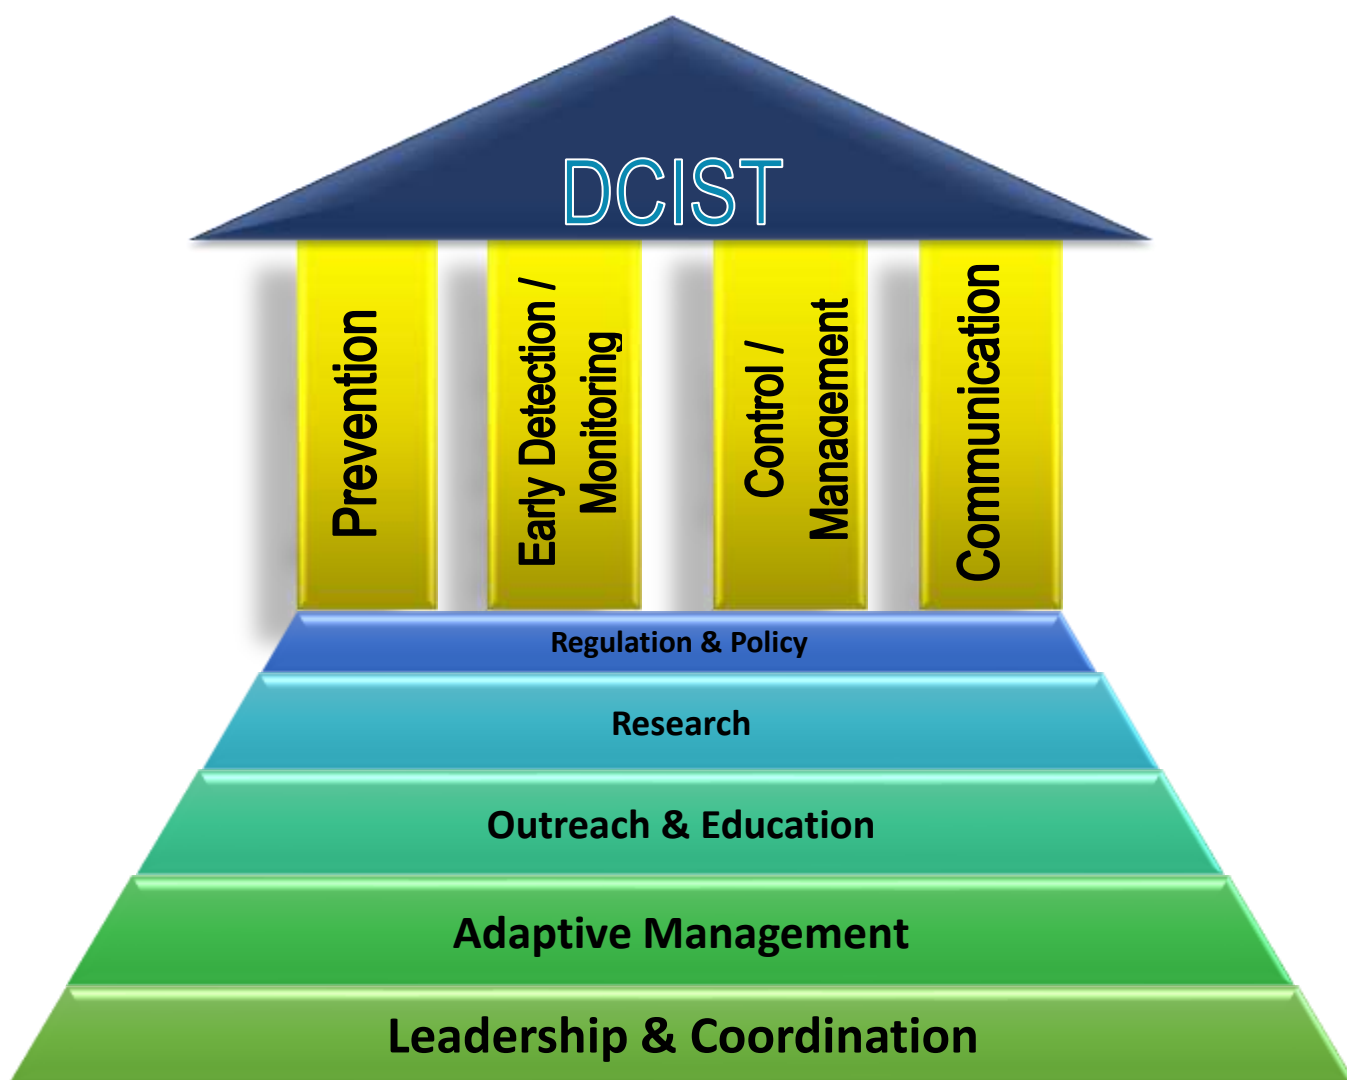 DCIST
Prevention
Early Detection /
Monitoring
Control /
Management
Communication
Regulation & Policy
Research
Outreach & Education
Adaptive Management
Leadership & Coordination